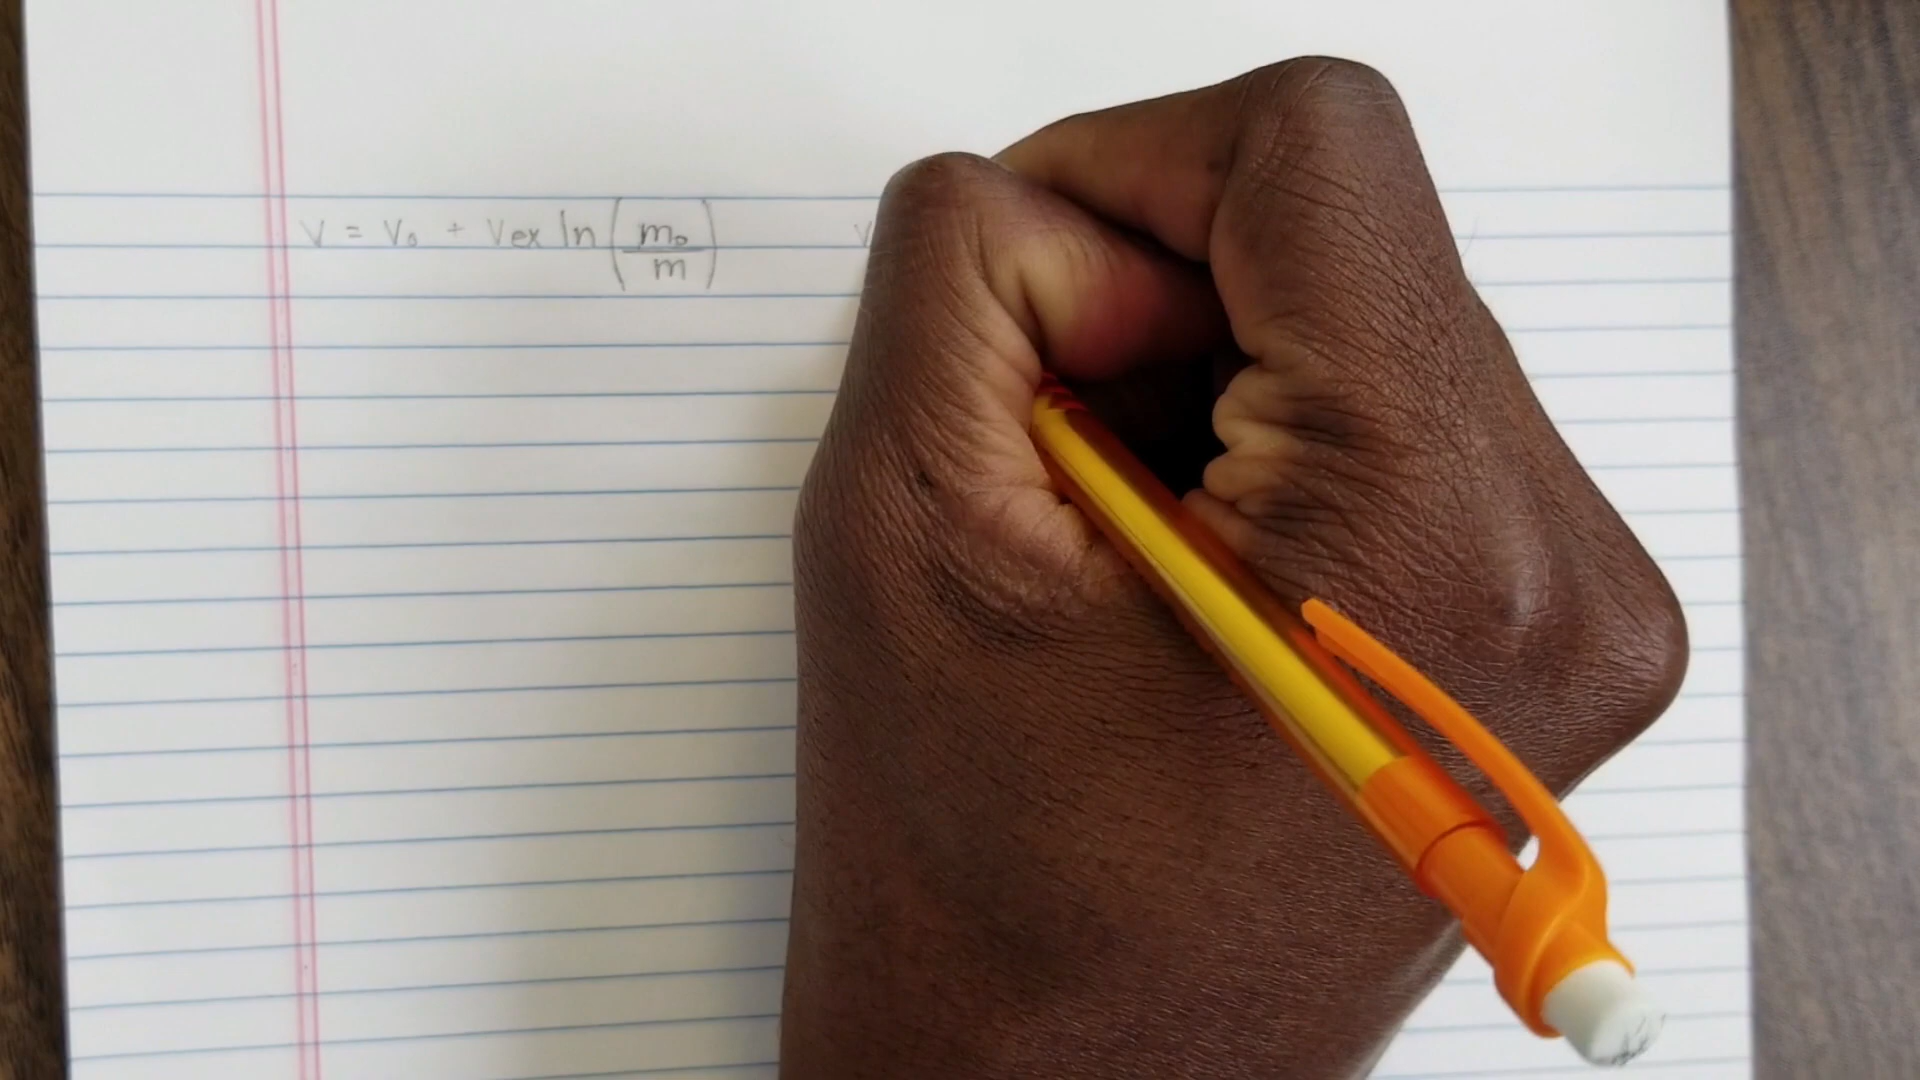 v = v₀ + vex ln(m₀/m) v